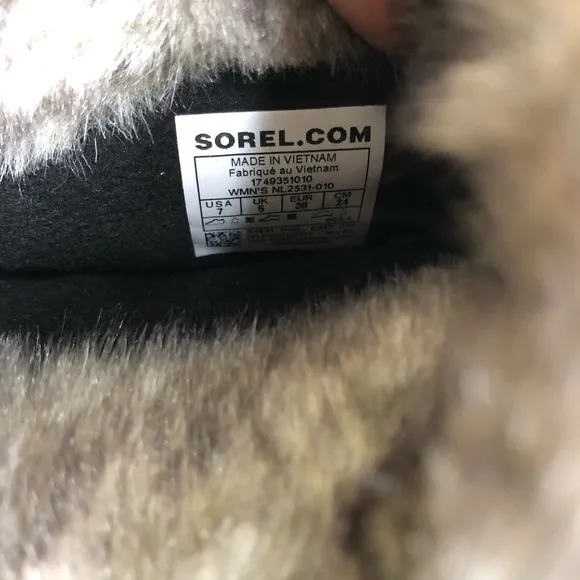 SOREL.COM
MADE IN VIETNAM
Fabriqué au Vietnam
1749351010
WMN'S NL2531-010
USA UK EUR CM
7 5 38 24